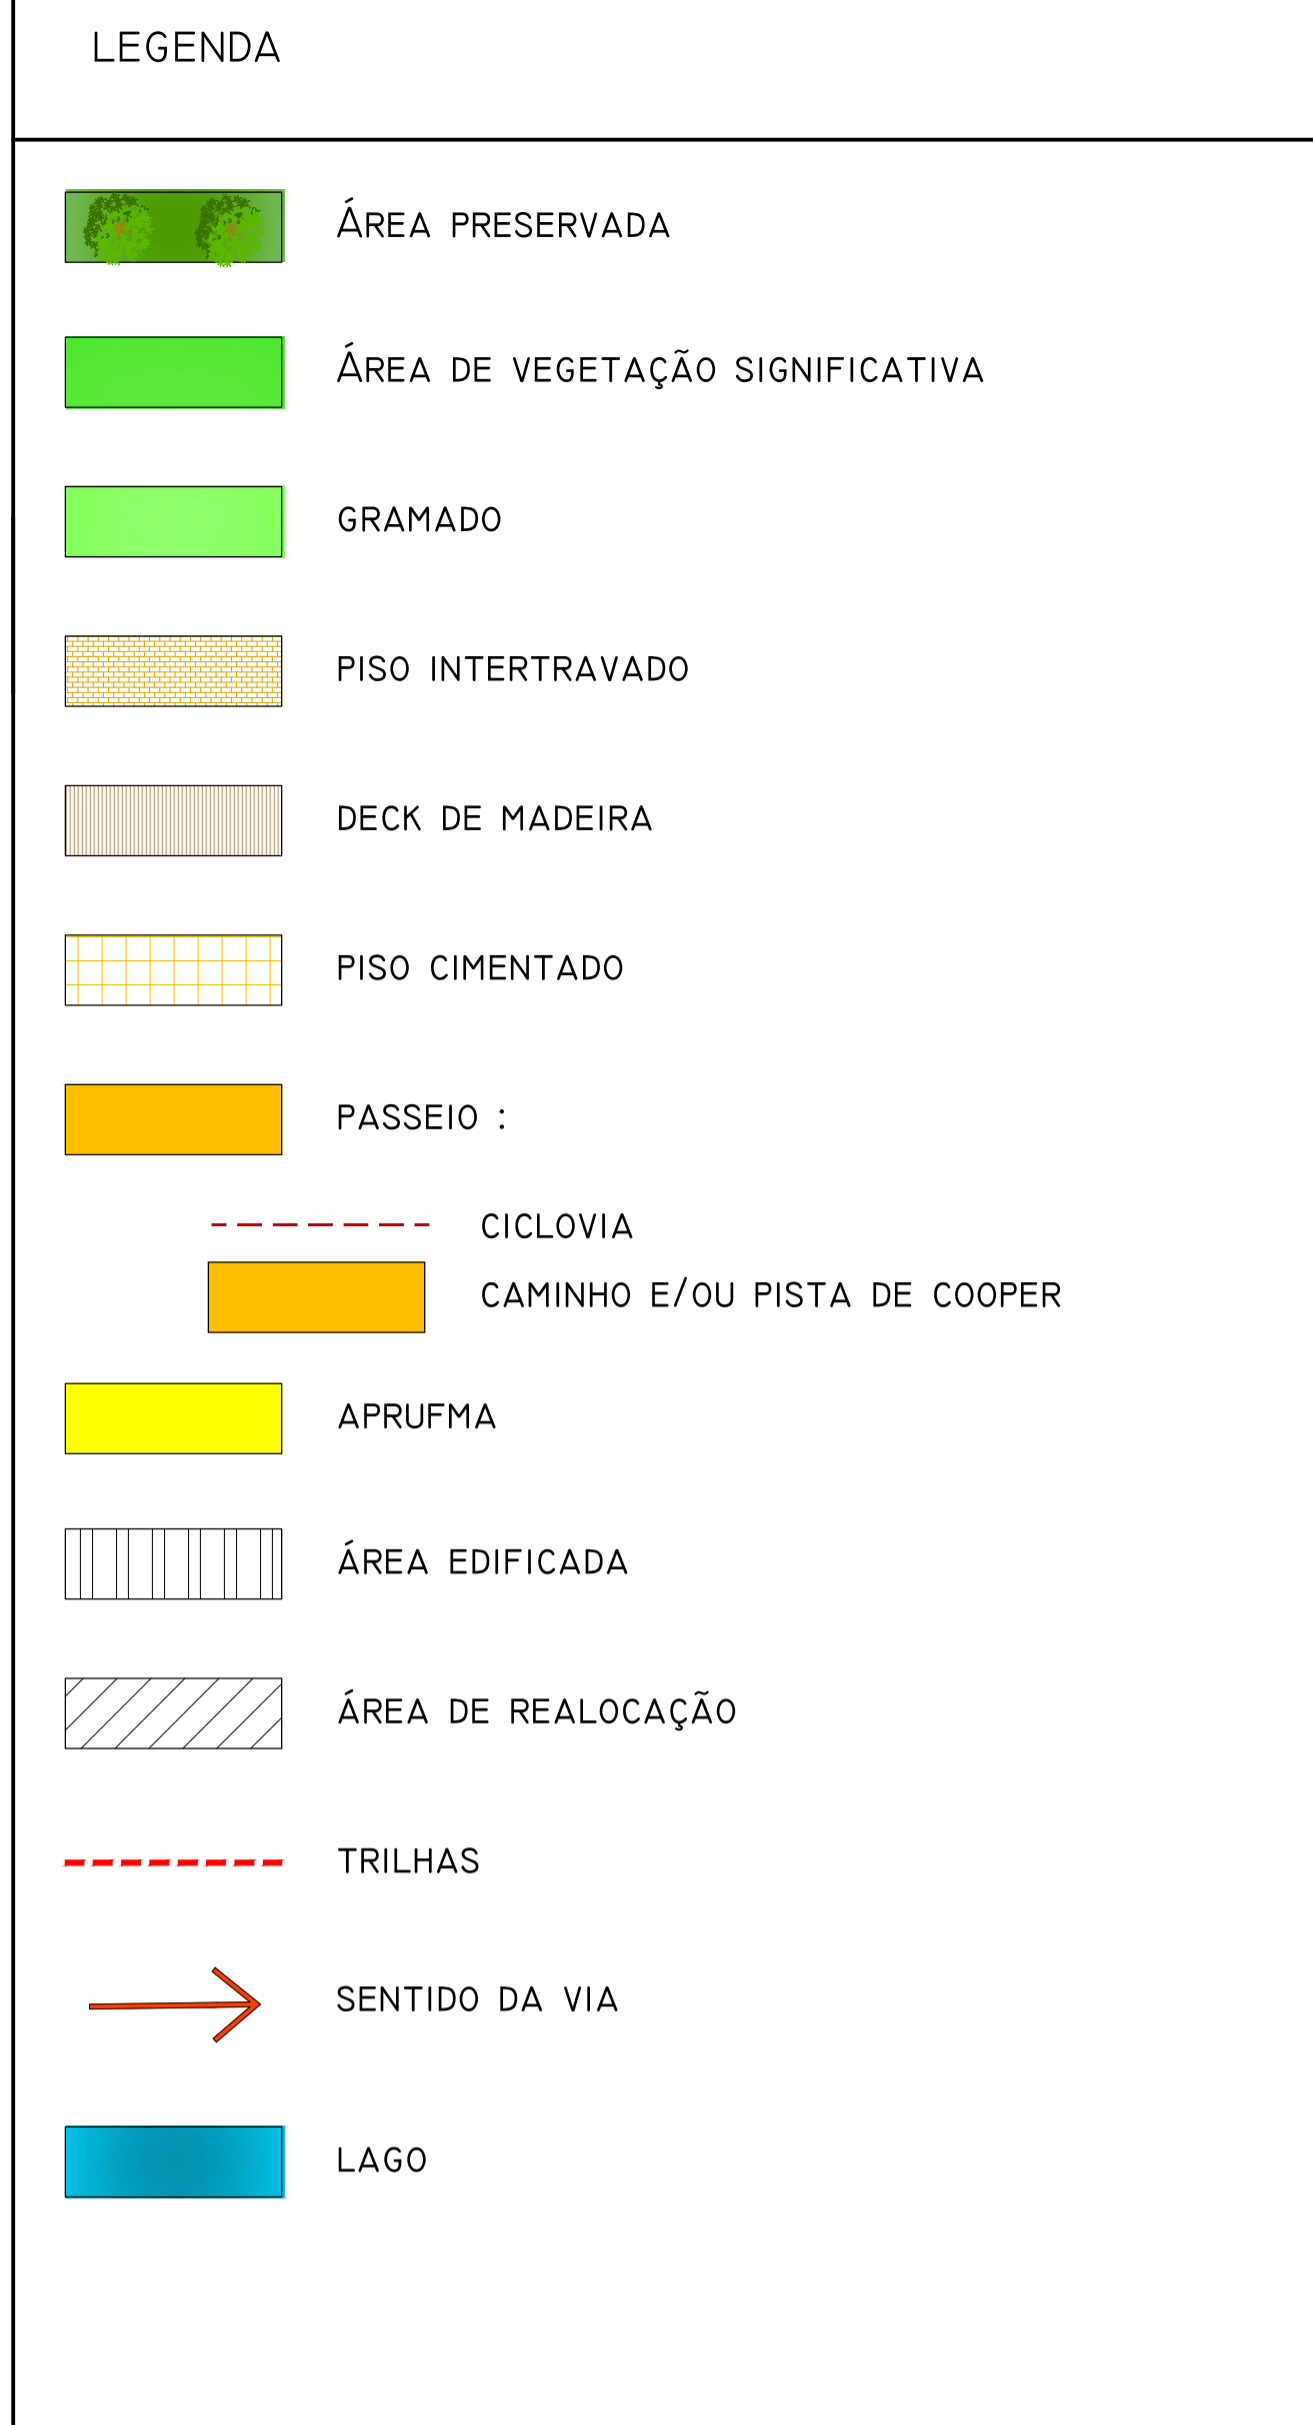 LEGENDA
ÁREA PRESERVADA
ÁREA DE VEGETAÇÃO SIGNIFICATIVA
GRAMADO
PISO INTERTRAVADO
DECK DE MADEIRA
PISO CIMENTADO
PASSEIO :
CICLOVIA
CAMINHO E/OU PISTA DE COOPER
APRUFMA
ÁREA EDIFICADA
ÁREA DE REALOCAÇÃO
TRILHAS
SENTIDO DA VIA
LAGO